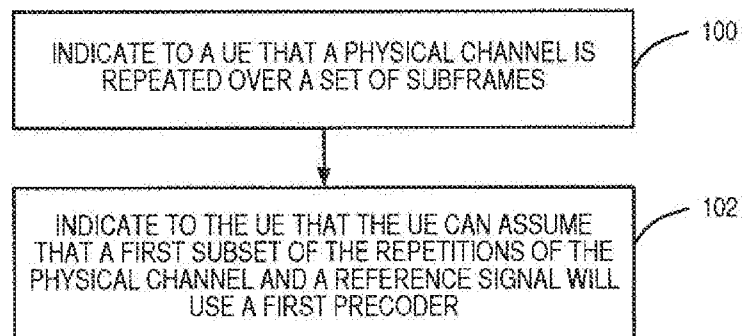 INDICATE TO A UE THAT A PHYSICAL CHANNEL IS
REPEATED OVER A SET OF SUBFRAMES
100
INDICATE TO THE UE THAT THE UE CAN ASSUME
THAT A FIRST SUBSET OF THE REPETITIONS OF THE
PHYSICAL CHANNEL AND A REFERENCE SIGNAL WILL
USE A FIRST PRECODER
102